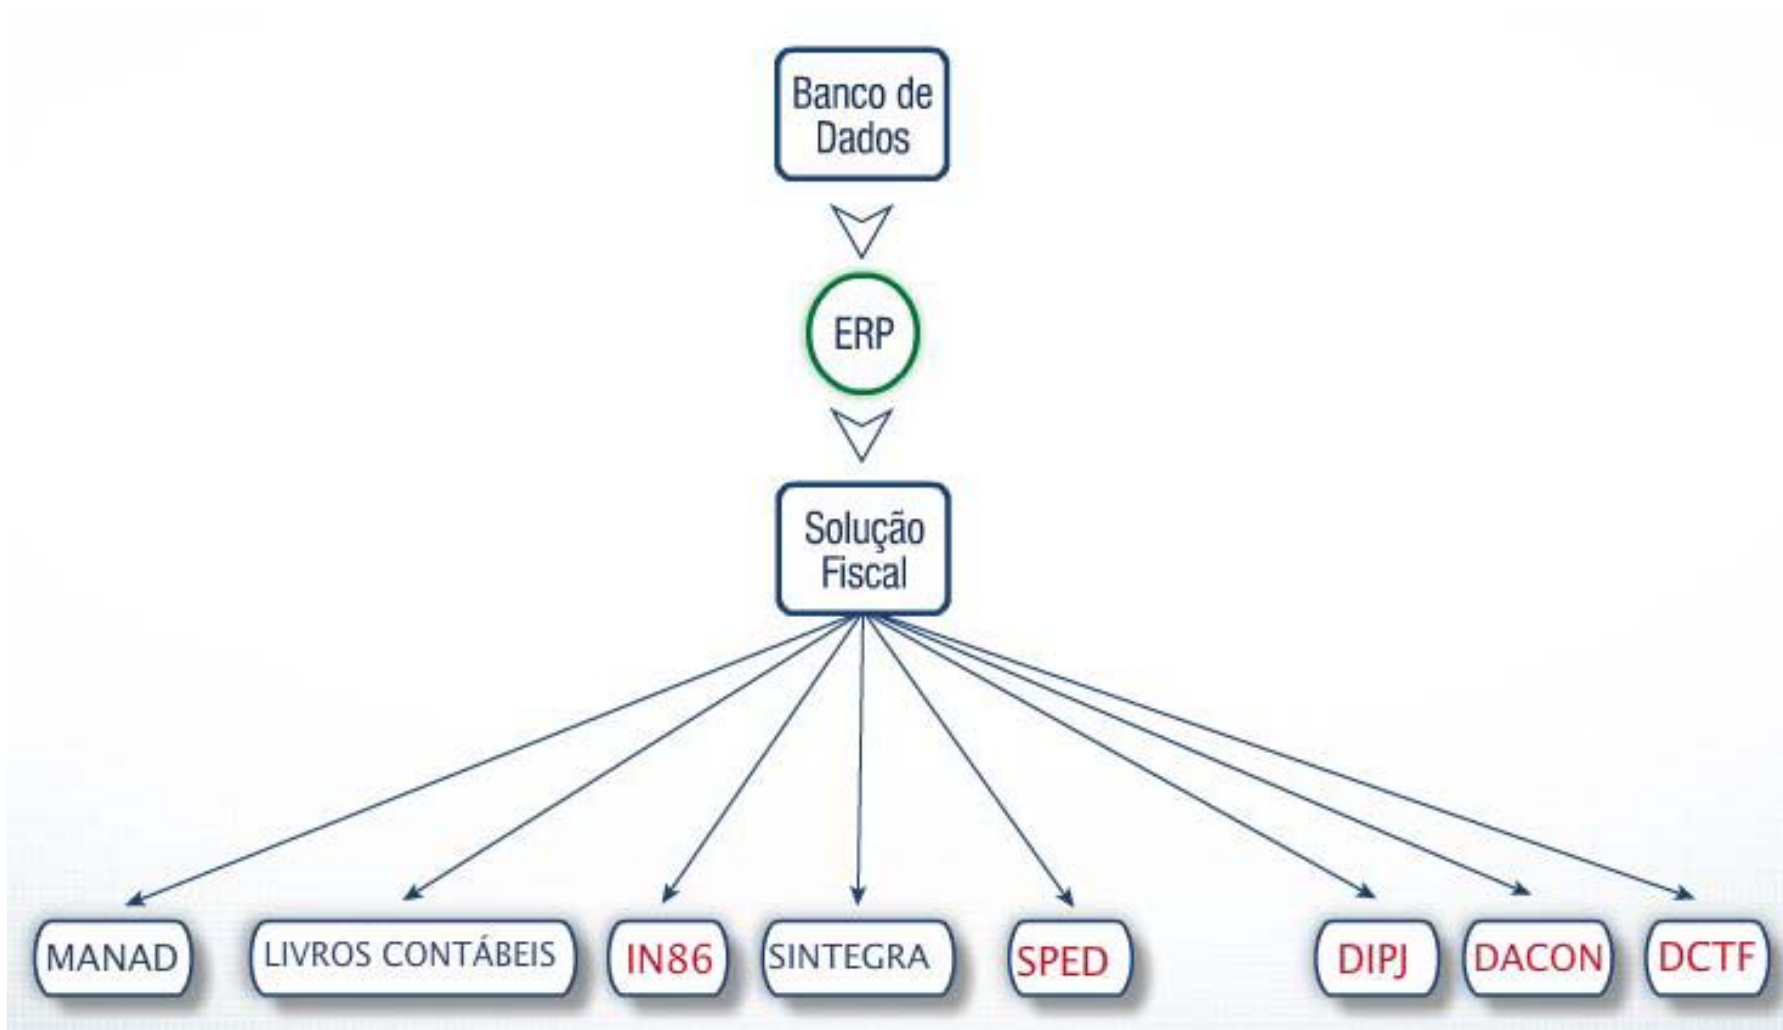 Banco de
Dados
ERP
Solução
Fiscal
MANAD
LIVROS CONTÁBEIS
IN86
SINTEGRA
SPED
DIPJ
DACON
DCTF